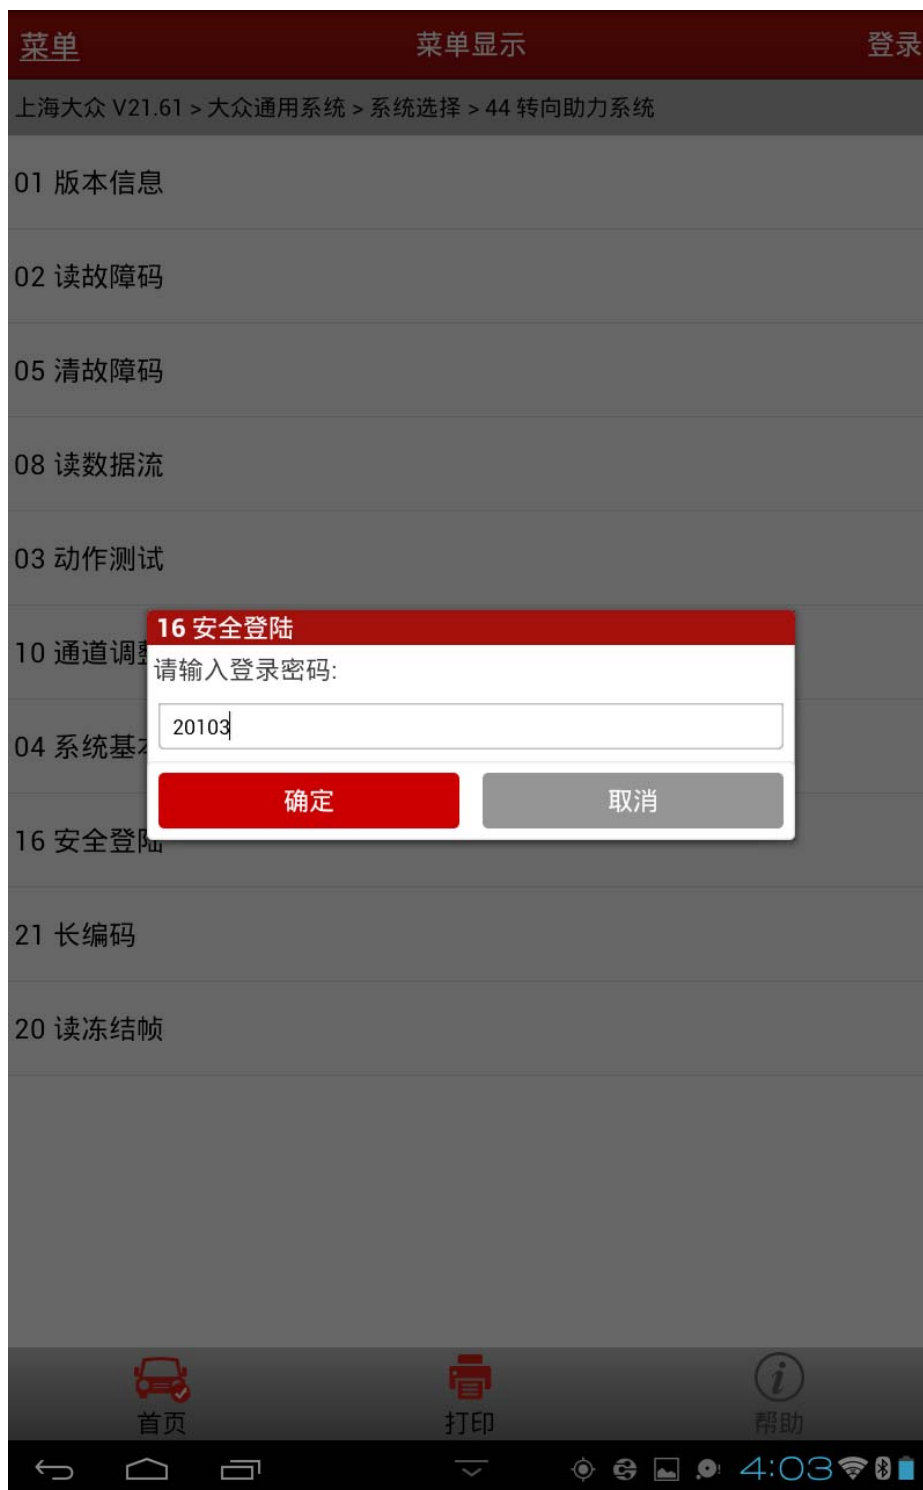 菜单 菜单显示 登录
上海大众 V21.61 > 大众通用系统 > 系统选择 > 44 转向助力系统
01 版本信息
02 读故障码
05 清故障码
08 读数据流
03 动作测试
16 安全登陆
10 通道调整
请输入登录密码:
20103
04 系统基本
确定 取消
16 安全登陆
21 长编码
20 读冻结帧
首页 打印 帮助
4:03